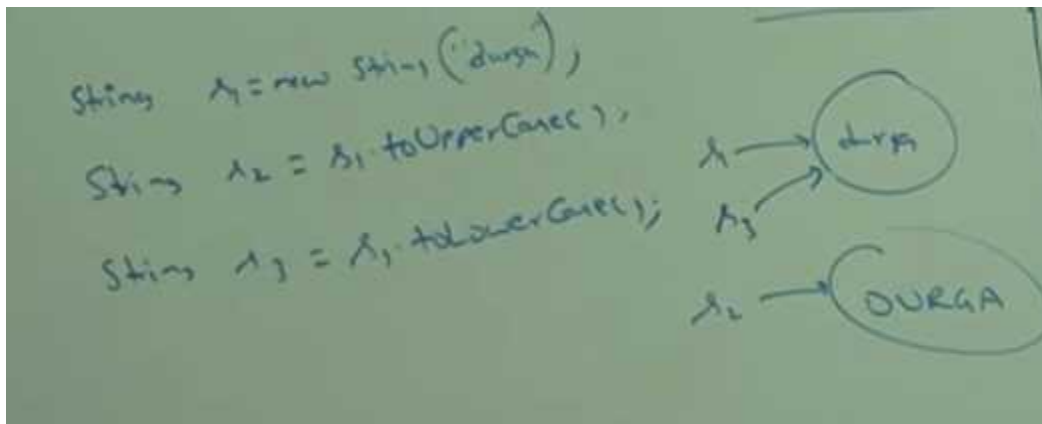 String s1 = new String("durga");
String s2 = s1.toUpperCase();
String s3 = s1.toLowerCase();
s1 durga
s3
s2 DURGA